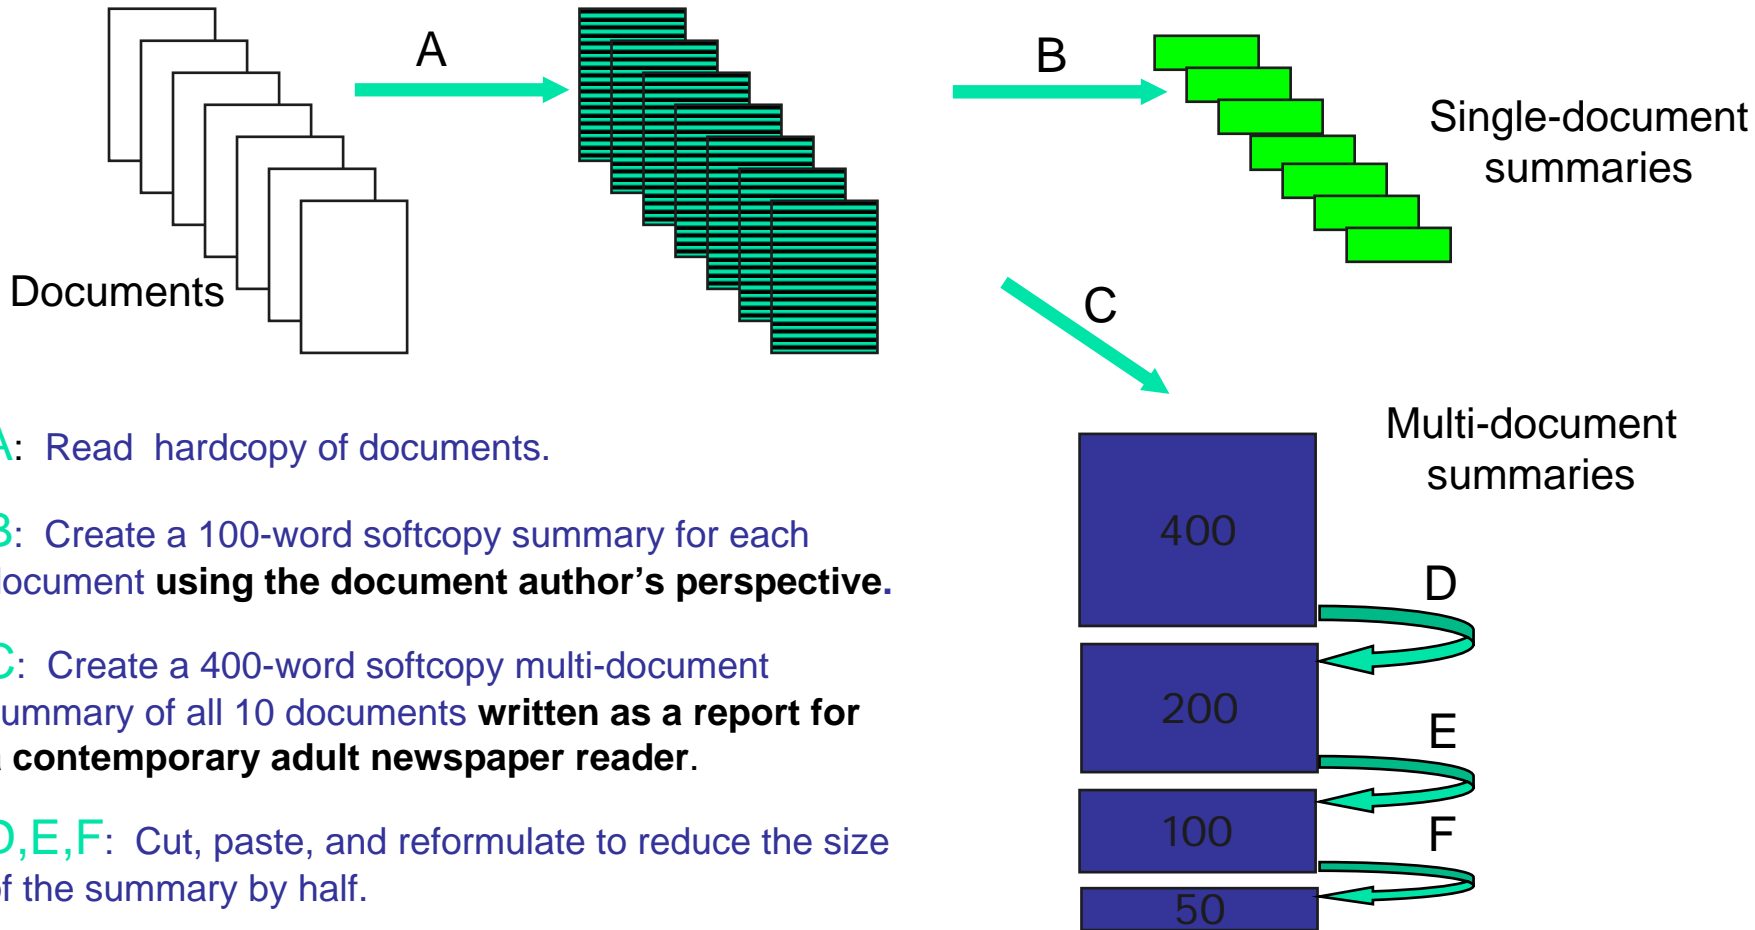 A
B
Single-document
summaries
Documents
C
Multi-document
summaries
A: Read hardcopy of documents.
B: Create a 100-word softcopy summary for each
document using the document author's perspective.
C: Create a 400-word softcopy multi-document
summary of all 10 documents written as a report for
a contemporary adult newspaper reader.
D,E,F: Cut, paste, and reformulate to reduce the size
of the summary by half.
400
D
200
E
100
F
50